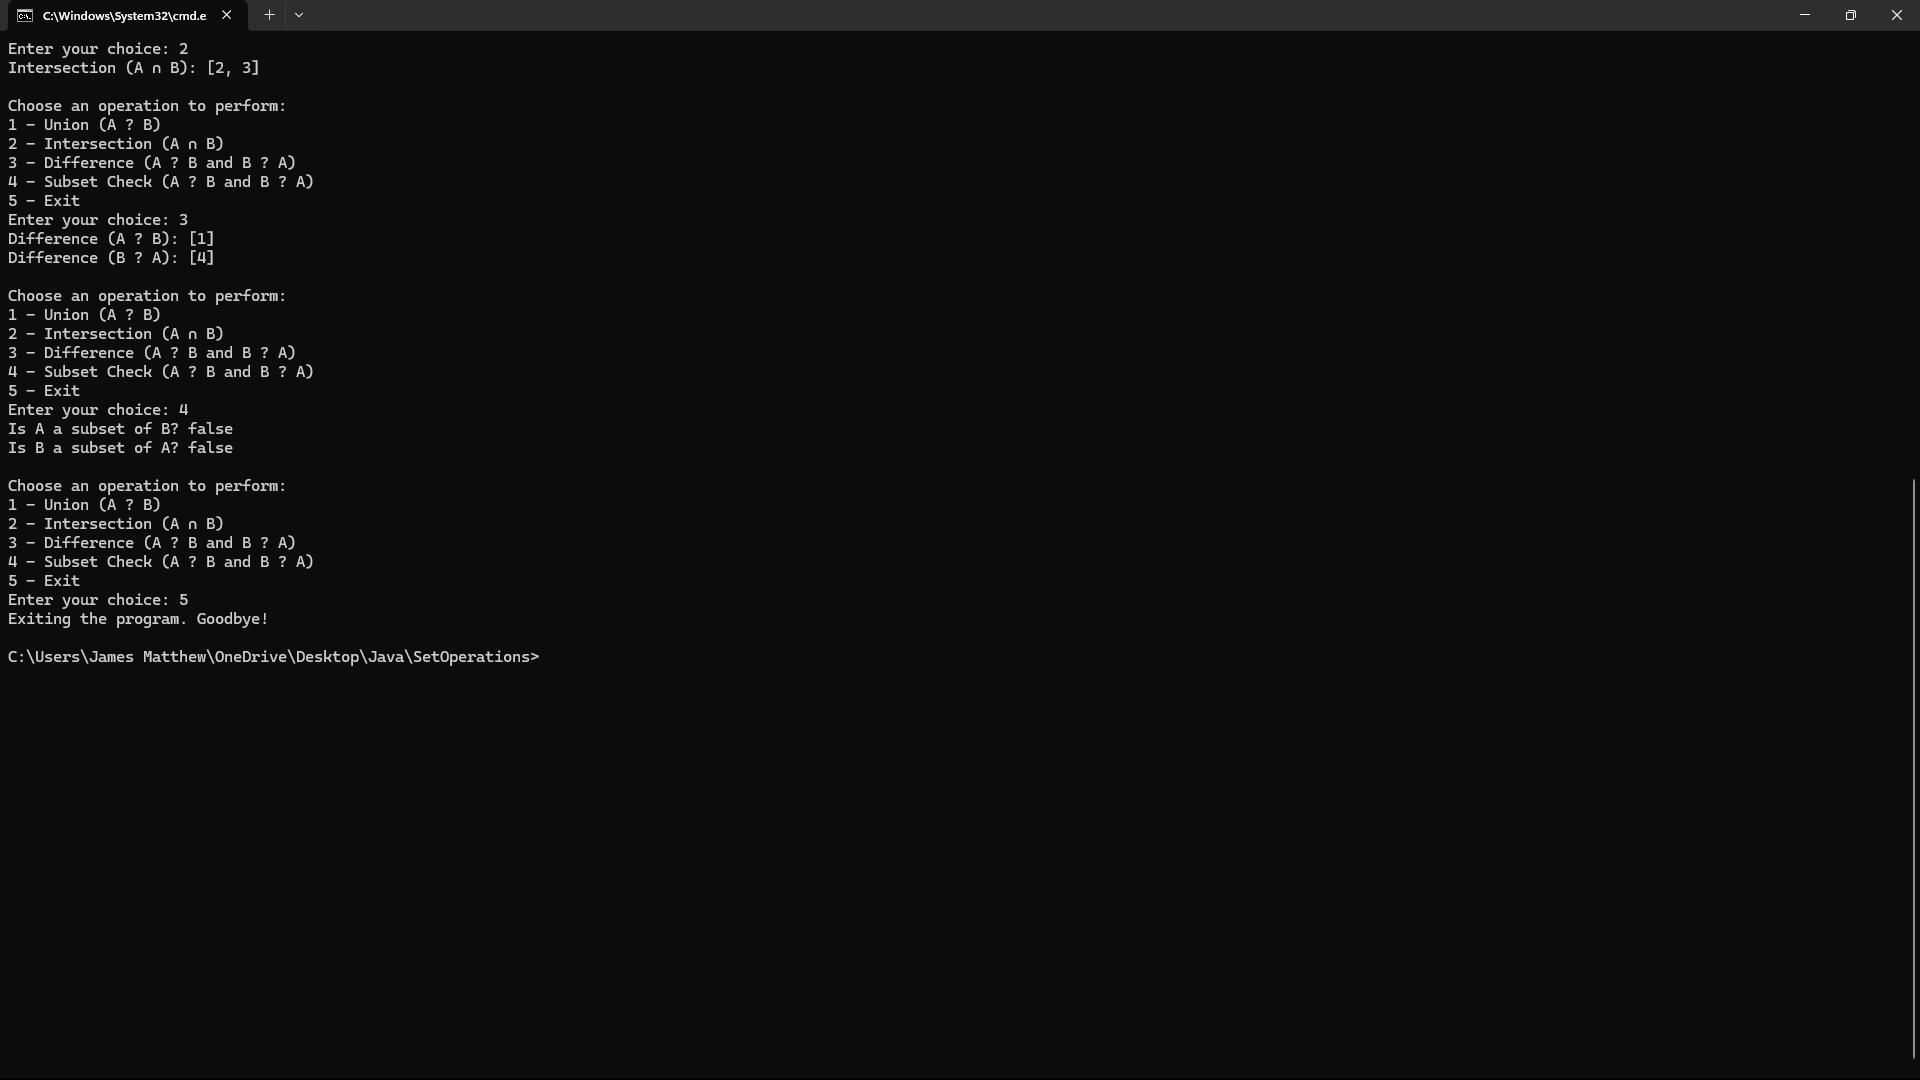 C:\Windows\System32\cmd.e
Enter your choice: 2
Intersection (A ∩ B): [2, 3]
Choose an operation to perform:
1 - Union (A ? B)
2 - Intersection (A ∩ B)
3 - Difference (A ? B and B ? A)
4 - Subset Check (A ? B and B ? A)
5 - Exit
Enter your choice: 3
Difference (A ? B): [1]
Difference (B ? A): [4]
Choose an operation to perform:
1 - Union (A ? B)
2 - Intersection (A ∩ B)
3 - Difference (A ? B and B ? A)
4 - Subset Check (A ? B and B ? A)
5 - Exit
Enter your choice: 4
Is A a subset of B? false
Is B a subset of A? false
Choose an operation to perform:
1 - Union (A ? B)
2 - Intersection (A ∩ B)
3 - Difference (A ? B and B ? A)
4 - Subset Check (A ? B and B ? A)
5 - Exit
Enter your choice: 5
Exiting the program. Goodbye!
C:\Users\James Matthew\OneDrive\Desktop\Java\SetOperations>